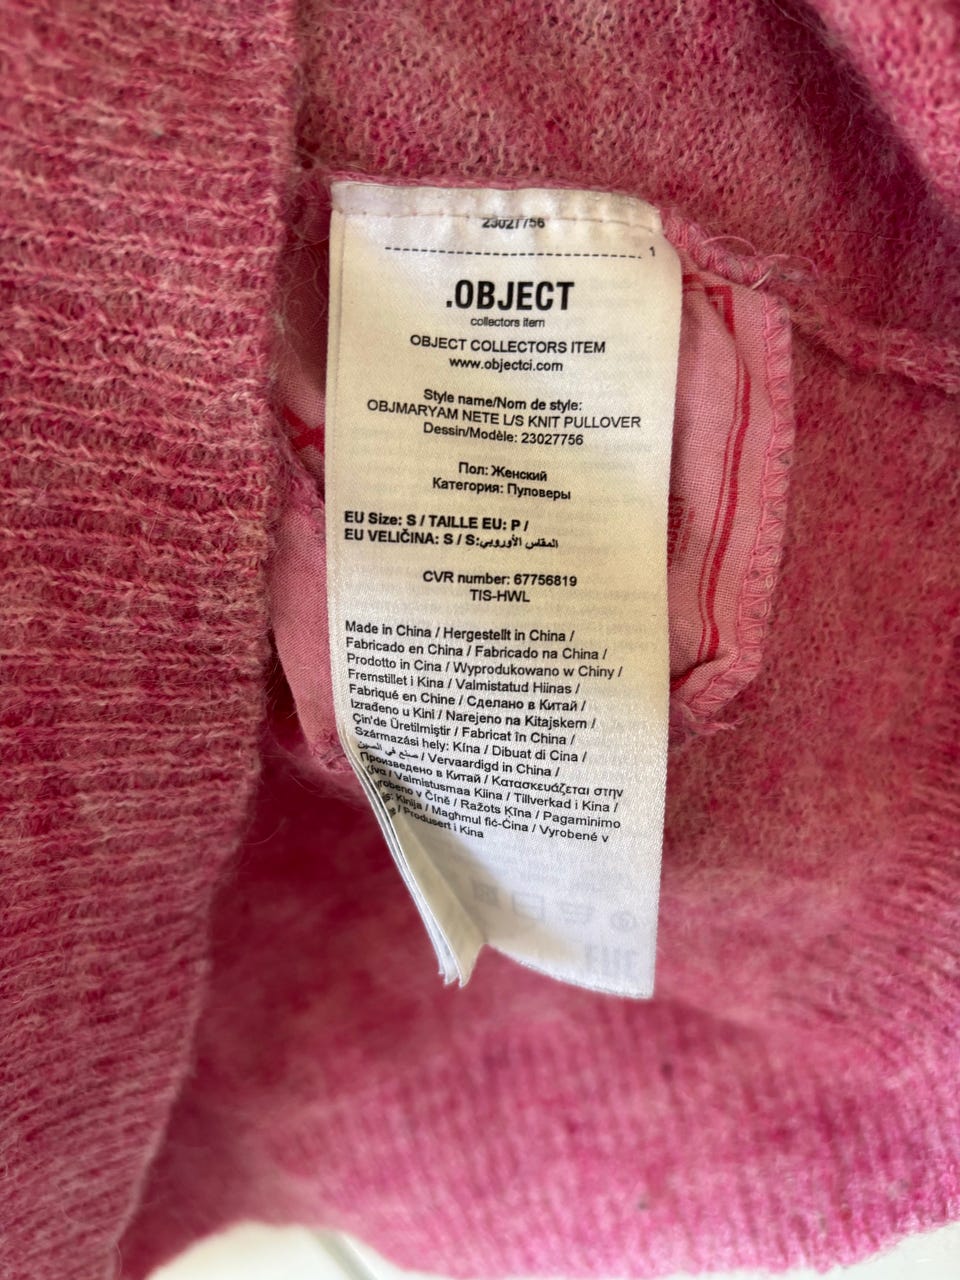 23027756
1
.OBJECT
collectors item
OBJECT COLLECTORS ITEM
www.objectci.com
Style name/Nom de style:
OBJMARYAM NETE L/S KNIT PULLOVER
Dessin/Modèle: 23027756
Пол: Женский
Категория: Пуловеры
EU Size: S / TAILLE EU: P /
EU VELIČINA: S / S:المقاس الأوروبي
CVR number: 67756819
TIS-HWL
Made in China / Hergestellt in China /
Fabricado en China / Fabricado na China /
Prodotto in Cina / Wyprodukowano w Chiny /
Fremstillet i Kina / Valmistatud Hiinas /
Fabriqué en Chine / Сделано в Китай /
Izrađeno u Kini / Narejeno na Kitajskem /
Çin'de Üretilmiştir / Fabricat în China /
Származási hely: Kína / Dibuat di Cina /
صنع في الصين / Vervaardigd in China /
Произведено в Китай / Κατασκευάζεται στην
/ Valmistusmaa Kiina / Tillverkad i Kina /
v Číně / Ražots Ķīna / Pagaminimo
Kinija / Maghmul fiċ-Ċina / Vyrobené v
/ Produsert i Kina